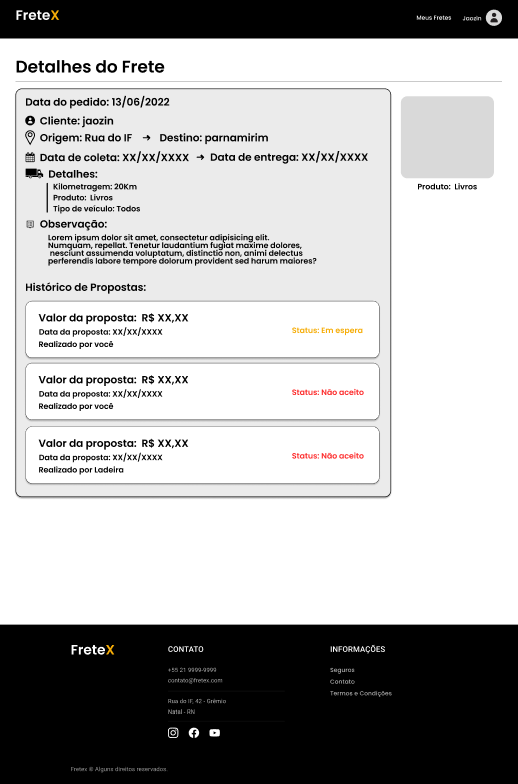 FreteX
Meus Fretes
Jaozin
Detalhes do Frete
Data do pedido: 13/06/2022
Cliente: jaozin
Origem: Rua do IF → Destino: parnamirim
Data de coleta: XX/XX/XXXX → Data de entrega: XX/XX/XXXX
Detalhes:
Kilometragem: 20Km
Produto: Livros
Tipo de veículo: Todos
Observação:
Lorem ipsum dolor sit amet, consectetur adipisicing elit.
Numquam, repellat. Tenetur laudantium fugiat maxime dolores,
nesciunt assumenda voluptatum, distinctio non, animi delectus
perferendis labore tempore dolorum provident sed harum maiores?
Produto: Livros
Histórico de Propostas:
Valor da proposta: R$ XX,XX
Data da proposta: XX/XX/XXXX
Realizado por você
Status: Em espera
Valor da proposta: R$ XX,XX
Data da proposta: XX/XX/XXXX
Realizado por você
Status: Não aceito
Valor da proposta: R$ XX,XX
Data da proposta: XX/XX/XXXX
Realizado por Ladeira
Status: Não aceito
FreteX
CONTATO
+55 21 9999-9999
contato@fretex.com
Rua do IF, 42 - Grêmio
Natal - RN
INFORMAÇÕES
Seguros
Contato
Termos e Condições
Fretex © Alguns direitos reservados.